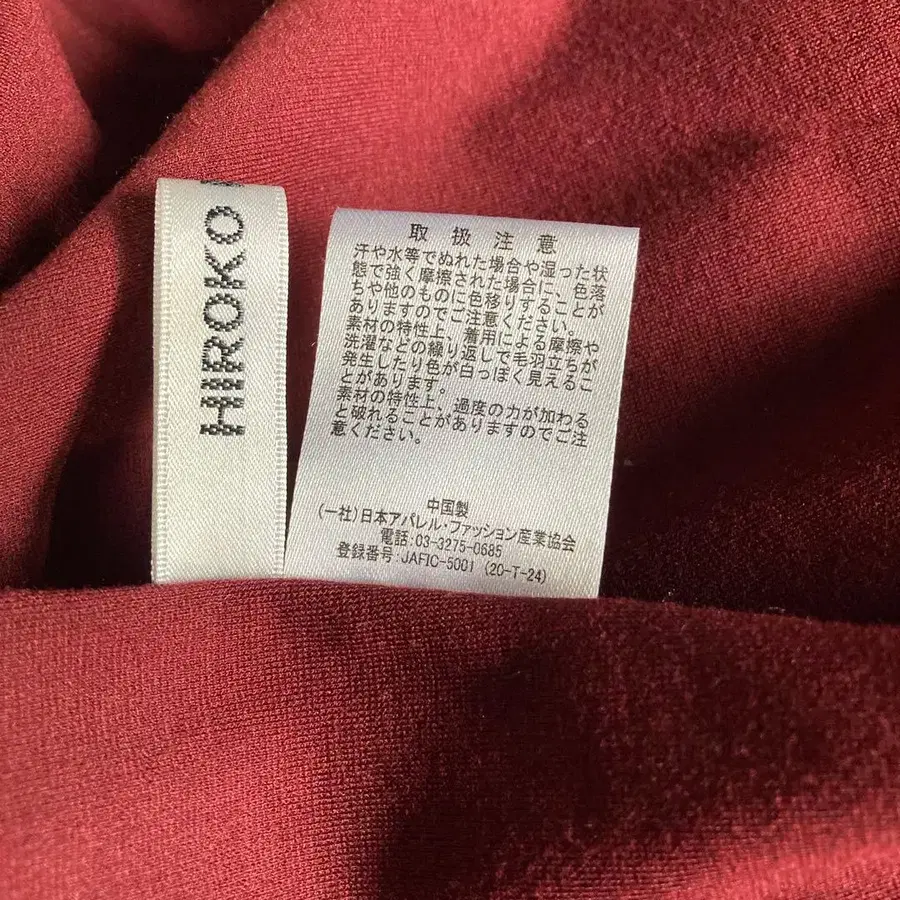 HIROKO
取扱注意
汗や水等でぬれた場合や湿った状
態で強く摩擦された場合に、色落
ちや他のものに色移りすることが
ありますのでご注意ください。
素材の特性上、着用による摩擦や
洗濯などの繰り返しで毛羽立ちが
発生したり色が白っぽく見えるこ
とがあります。
素材の特性上、過度の力が加わる
と破れることがありますのでご注
意ください。
中国製
(一社)日本アパレル・ファッション産業協会
電話:03-3275-0685
登録番号:JAFIC-5001 (20-T-24)